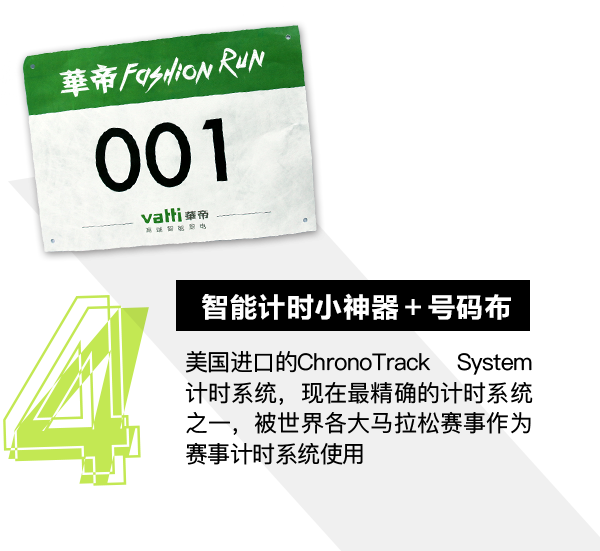 華帝 FASHION RUN
001
vatti 華帝
高端智能厨电
4
智能计时小神器＋号码布
美国进口的ChronoTrack System
计时系统，现在最精确的计时系统
之一，被世界各大马拉松赛事作为
赛事计时系统使用